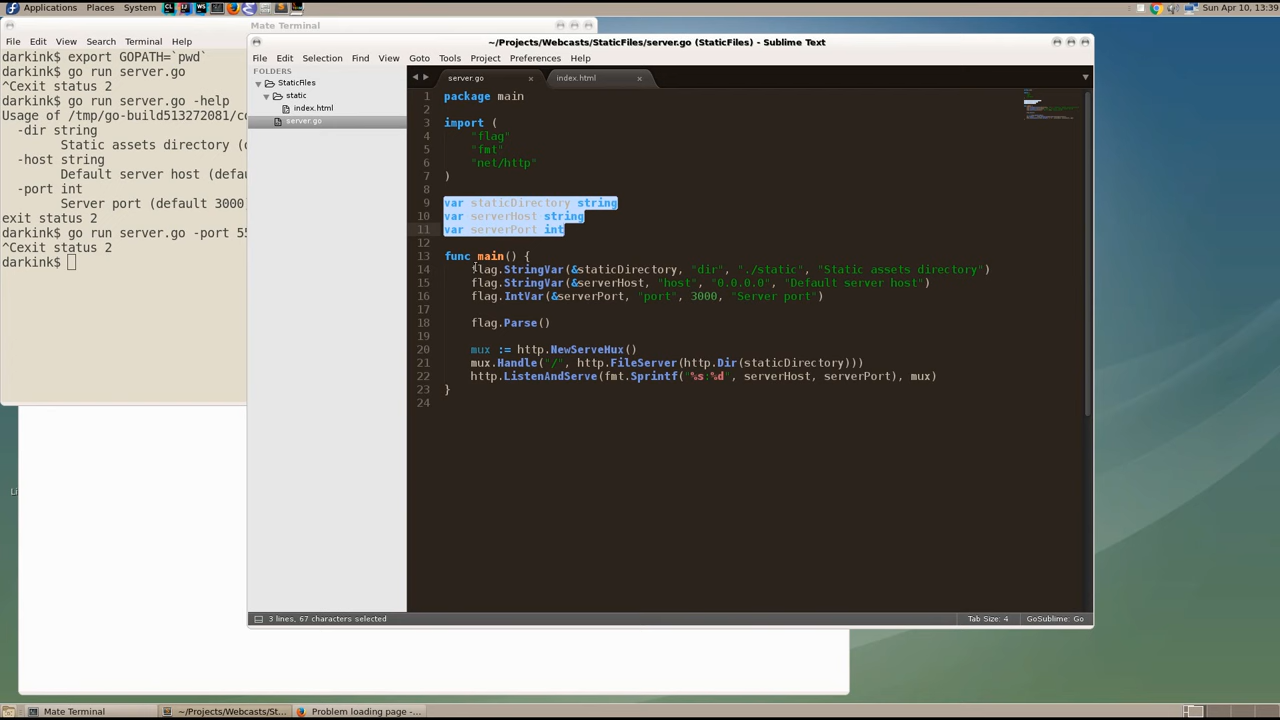 Applications Places System
Sun Apr 10, 13:39
Mate Terminal
File Edit View Search Terminal Help
darkink$ export GOPATH=`pwd`
darkink$ go run server.go
^Cexit status 2
darkink$ go run server.go -help
Usage of /tmp/go-build513272081/co
-dir string
Static assets directory (
-host string
Default server host (defa
-port int
Server port (default 3000
exit status 2
darkink$ go run server.go -port 55
^Cexit status 2
darkink$
~/Projects/Webcasts/StaticFiles/server.go (StaticFiles) - Sublime Text
File Edit Selection Find View Goto Tools Project Preferences Help
FOLDERS
StaticFiles
static
index.html
server.go
server.go index.html
1 package main
2
3 import (
4 "flag"
5 "fmt"
6 "net/http"
7 )
8
9 var staticDirectory string
10 var serverHost string
11 var serverPort int
12
13 func main() {
14 flag.StringVar(&staticDirectory, "dir", "./static", "Static assets directory")
15 flag.StringVar(&serverHost, "host", "0.0.0.0", "Default server host")
16 flag.IntVar(&serverPort, "port", 3000, "Server port")
17
18 flag.Parse()
19
20 mux := http.NewServeMux()
21 mux.Handle("/", http.FileServer(http.Dir(staticDirectory)))
22 http.ListenAndServe(fmt.Sprintf("%s:%d", serverHost, serverPort), mux)
23 }
24
3 lines, 67 characters selected
Tab Size: 4 GoSublime: Go
Li
Mate Terminal
~/Projects/Webcasts/St...
Problem loading page -...